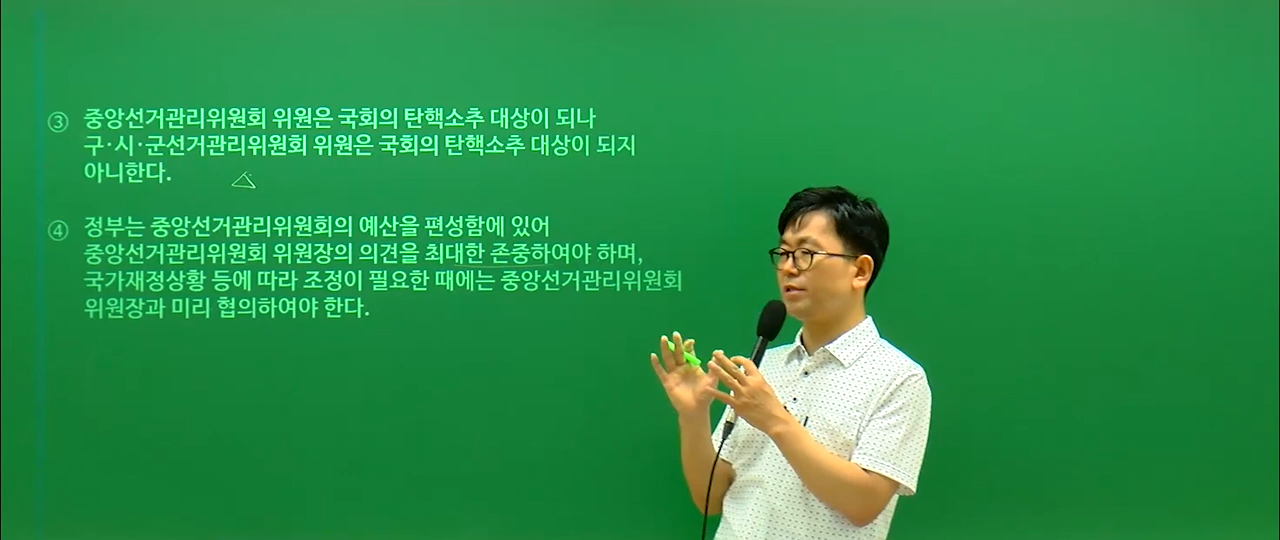 ③ 중앙선거관리위원회 위원은 국회의 탄핵소추 대상이 되나
구·시·군선거관리위원회 위원은 국회의 탄핵소추 대상이 되지
아니한다.
④ 정부는 중앙선거관리위원회의 예산을 편성함에 있어
중앙선거관리위원회 위원장의 의견을 최대한 존중하여야 하며,
국가재정상황 등에 따라 조정이 필요한 때에는 중앙선거관리위원회
위원장과 미리 협의하여야 한다.